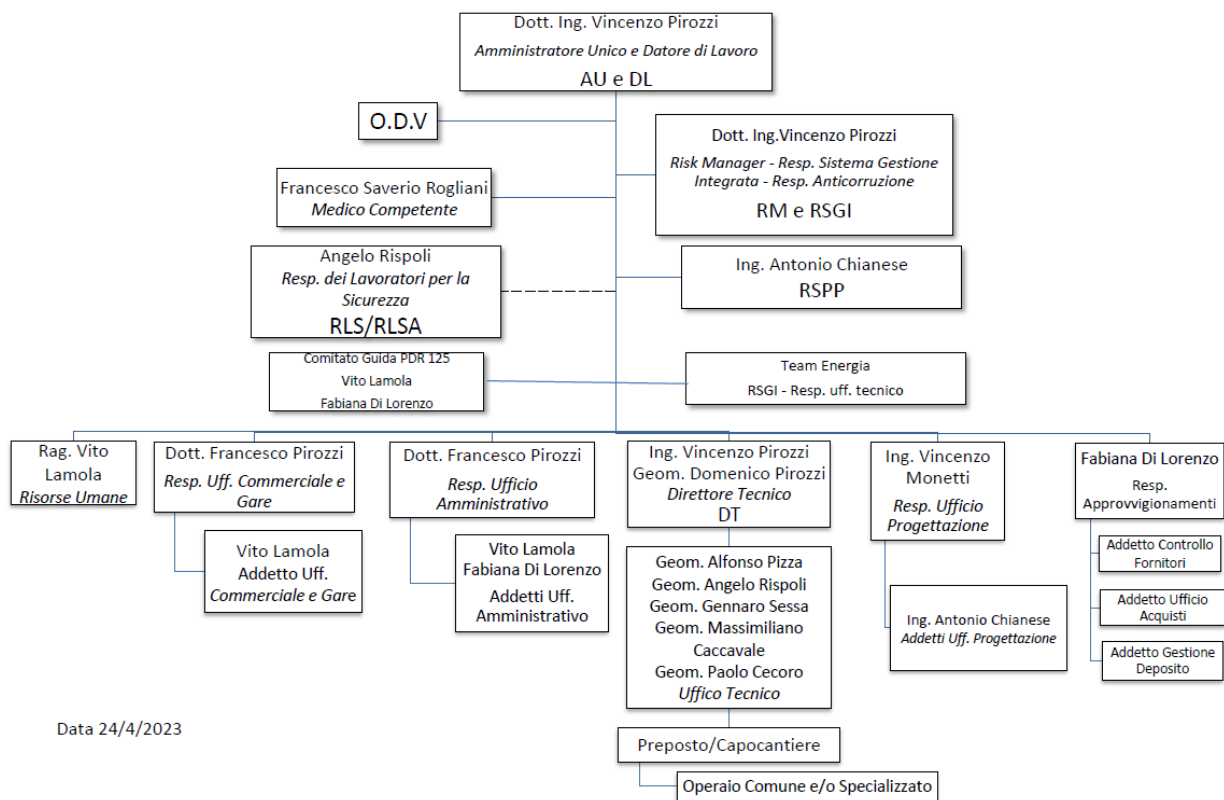 Dott. Ing. Vincenzo Pirozzi
Amministratore Unico e Datore di Lavoro
AU e DL
O.D.V
Dott. Ing.Vincenzo Pirozzi
Risk Manager - Resp. Sistema Gestione
Integrata - Resp. Anticorruzione
RM e RSGI
Francesco Saverio Rogliani
Medico Competente
Angelo Rispoli
Resp. dei Lavoratori per la
Sicurezza
RLS/RLSA
Ing. Antonio Chianese
RSPP
Comitato Guida PDR 125
Vito Lamola
Fabiana Di Lorenzo
Team Energia
RSGI - Resp. uff. tecnico
Rag. Vito
Lamola
Risorse Umane
Dott. Francesco Pirozzi
Resp. Uff. Commerciale e
Gare
Vito Lamola
Addetto Uff.
Commerciale e Gare
Dott. Francesco Pirozzi
Resp. Ufficio
Amministrativo
Vito Lamola
Fabiana Di Lorenzo
Addetti Uff.
Amministrativo
Ing. Vincenzo Pirozzi
Geom. Domenico Pirozzi
Direttore Tecnico
DT
Geom. Alfonso Pizza
Geom. Angelo Rispoli
Geom. Gennaro Sessa
Geom. Massimiliano
Caccavale
Geom. Paolo Cecoro
Uffico Tecnico
Preposto/Capocantiere
Operaio Comune e/o Specializzato
Ing. Vincenzo
Monetti
Resp. Ufficio
Progettazione
Ing. Antonio Chianese
Addetti Uff. Progettazione
Fabiana Di Lorenzo
Resp.
Approvvigionamenti
Addetto Controllo
Fornitori
Addetto Ufficio
Acquisti
Addetto Gestione
Deposito
Data 24/4/2023